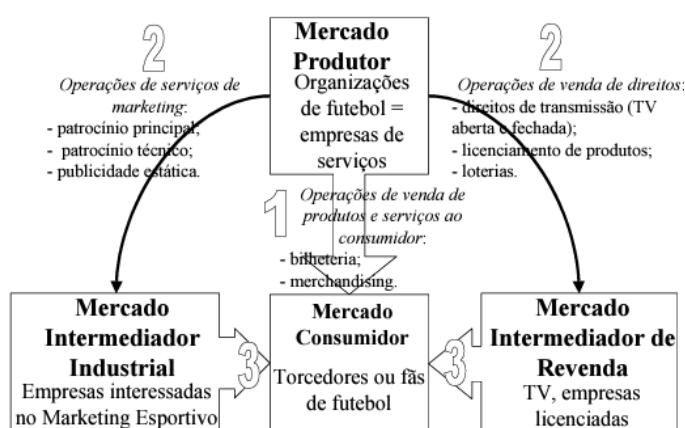 2
Operações de serviços de
marketing:
- patrocínio principal;
- patrocínio técnico;
- publicidade estática.
Mercado
Produtor
Organizações
de futebol =
empresas de
serviços
2
Operações de venda de direitos:
- direitos de transmissão (TV
aberta e fechada);
- licenciamento de produtos;
- loterias.
1
Operações de venda de
produtos e serviços ao
consumidor:
- bilheteria;
- merchandising.
Mercado
Intermediador
Industrial
Empresas interessadas
no Marketing Esportivo
3
Mercado
Consumidor
Torcedores ou fãs
de futebol
3
Mercado
Intermediador de
Revenda
TV, empresas
licenciadas